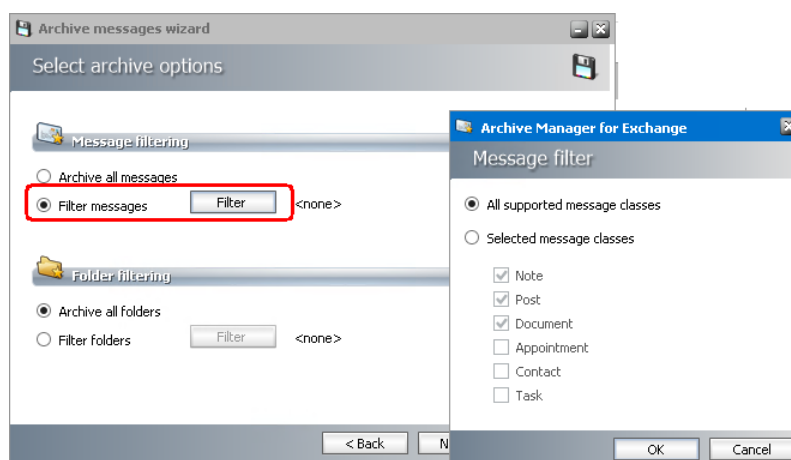 Archive messages wizard
Select archive options
Message filtering
Archive all messages
Filter messages
Filter
<none>
Folder filtering
Archive all folders
Filter folders
Filter
<none>
< Back
N
Archive Manager for Exchange
Message filter
All supported message classes
Selected message classes
Note
Post
Document
Appointment
Contact
Task
OK
Cancel